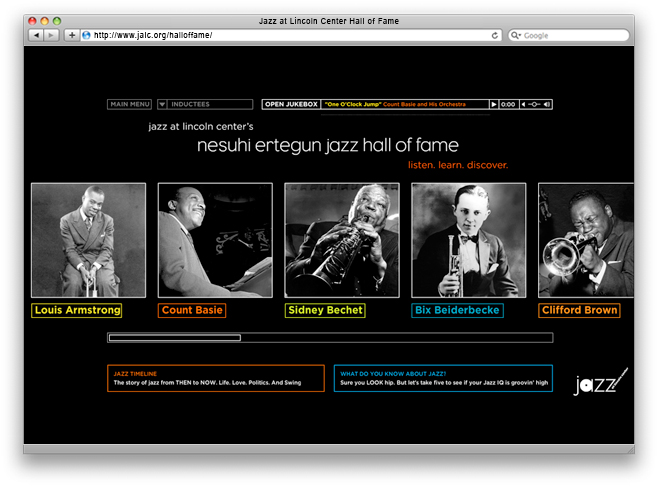 Jazz at Lincoln Center Hall of Fame
http://www.jalc.org/halloffame/
Google
MAIN MENU
INDUCTEES
OPEN JUKEBOX
"One O'Clock Jump" Count Basie and His Orchestra
0:00
jazz at lincoln center's
nesuhi ertegun jazz hall of fame
listen. learn. discover.
Louis Armstrong
Count Basie
Sidney Bechet
Bix Beiderbecke
Clifford Brown
JAZZ TIMELINE
The story of jazz from THEN to NOW. Life. Love. Politics. And Swing
WHAT DO YOU KNOW ABOUT JAZZ?
Sure you LOOK hip. But let's take five to see if your Jazz IQ is groovin' high
jazz